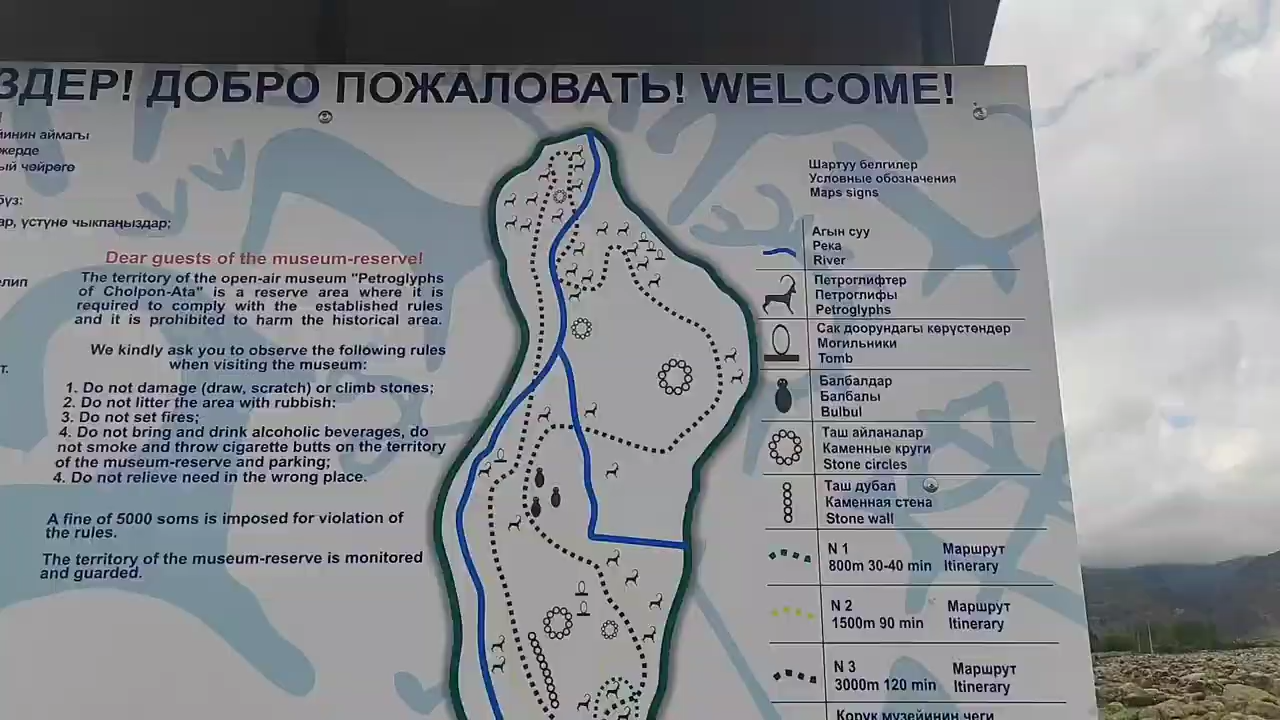 ЗДЕР! ДОБРО ПОЖАЛОВАТЬ! WELCOME!
аймагы
жерде
чөйрөгө
үстүнө чыкпаңыздар;
Dear guests of the museum-reserve!
The territory of the open-air museum "Petroglyphs
of Cholpon-Ata" is a reserve area where it is
required to comply with the established rules
and it is prohibited to harm the historical area.
We kindly ask you to observe the following rules
when visiting the museum:
1. Do not damage (draw, scratch) or climb stones;
2. Do not litter the area with rubbish:
3. Do not set fires;
4. Do not bring and drink alcoholic beverages, do
not smoke and throw cigarette butts on the territory
of the museum-reserve and parking;
4. Do not relieve need in the wrong place.
A fine of 5000 soms is imposed for violation of
the rules.
The territory of the museum-reserve is monitored
and guarded.
Шартуу белгилер
Условные обозначения
Maps signs
Агын суу
Река
River
Петроглифтер
Петроглифы
Petroglyphs
Сак доорундагы көрүстөндөр
Могильники
Tomb
Балбалдар
Балбалы
Bulbul
Таш айланалар
Каменные круги
Stone circles
Таш дубал
Каменная стена
Stone wall
N 1 Маршрут
800m 30-40 min Itinerary
N 2 Маршрут
1500m 90 min Itinerary
N 3 Маршрут
3000m 120 min Itinerary
Корук музейинин чеги